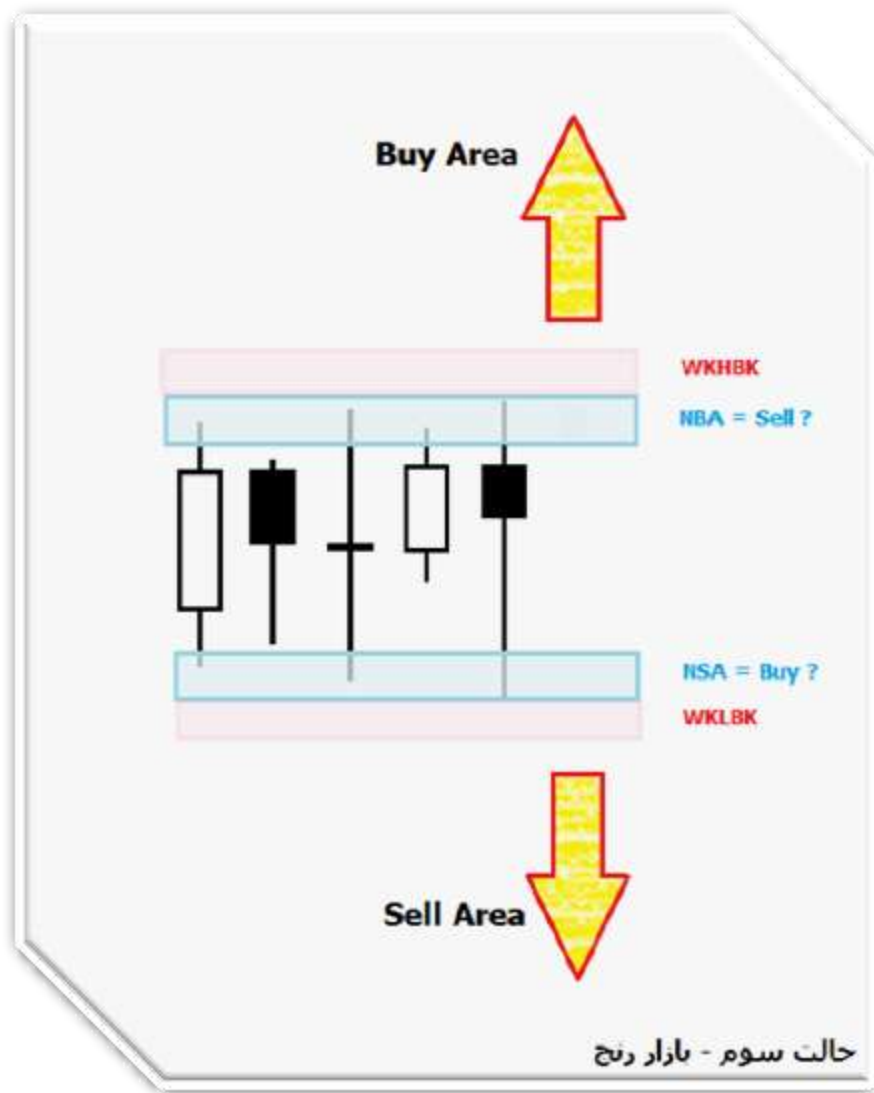 Buy Area
WKHBK
NBA = Sell ?
NSA = Buy ?
WKLBK
Sell Area
حالت سوم - بازار رنج